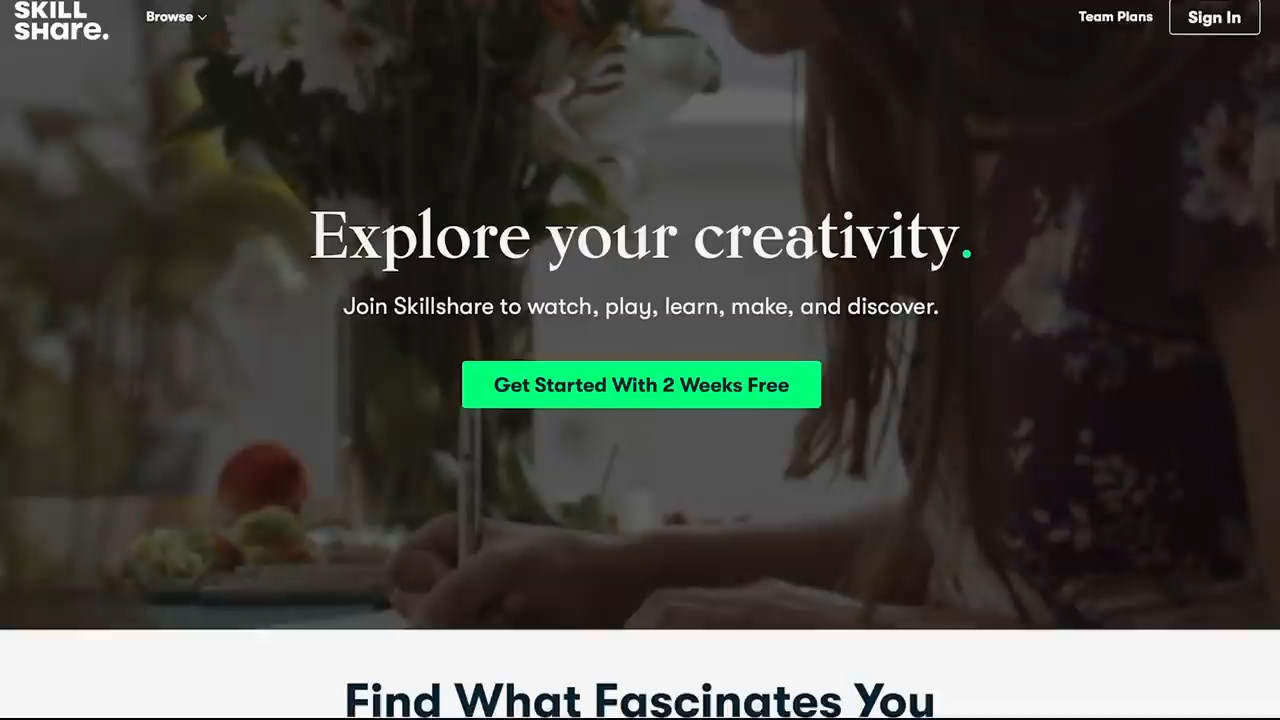 SKILL
SHare.
Browse
Team Plans
Sign In
Explore your creativity.
Join Skillshare to watch, play, learn, make, and discover.
Get Started With 2 Weeks Free
Find What Fascinates You